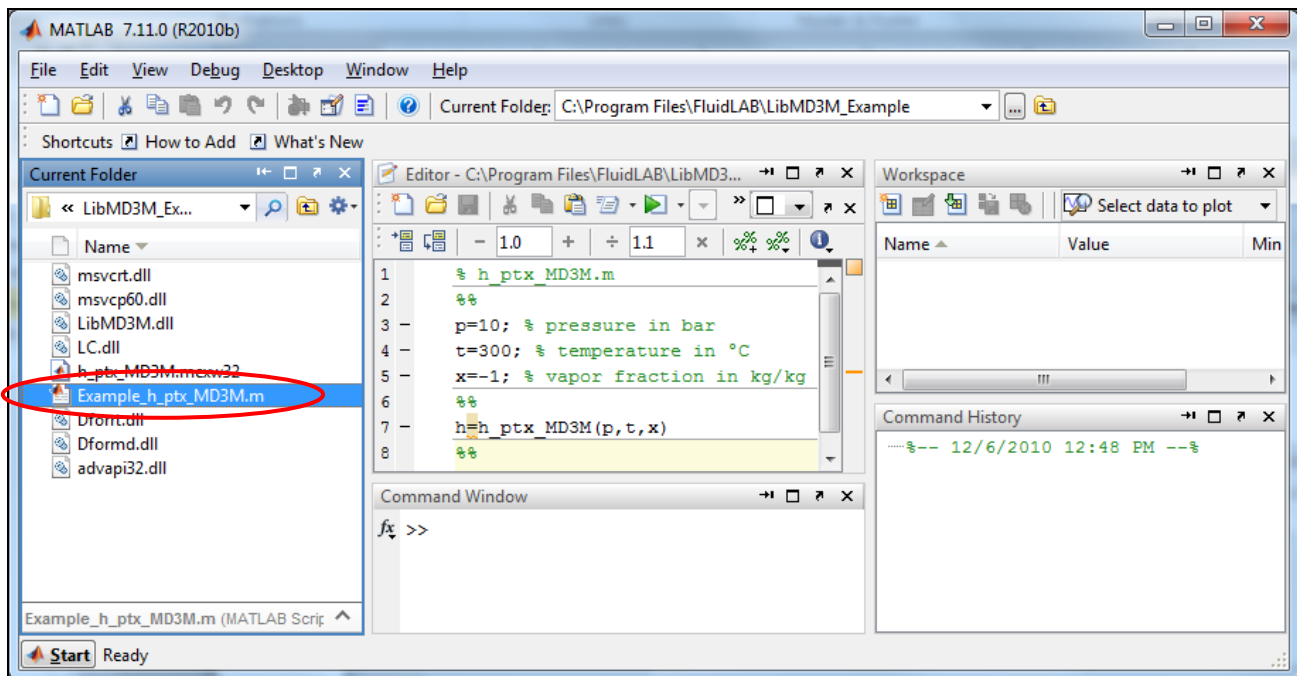 MATLAB 7.11.0 (R2010b)
File Edit View Debug Desktop Window Help
Current Folder: C:\Program Files\FluidLAB\LibMD3M_Example
Shortcuts How to Add What's New
Current Folder
« LibMD3M_Ex...
Name
msvcrt.dll
msvcp60.dll
LibMD3M.dll
LC.dll
h_ptx_MD3M.mexw32
Example_h_ptx_MD3M.m
Dforrt.dll
Dformd.dll
advapi32.dll
Example_h_ptx_MD3M.m (MATLAB Scrip
Editor - C:\Program Files\FluidLAB\LibMD3...
»
− 1.0 + ÷ 1.1 ×
1 % h_ptx_MD3M.m
2 %%
3 – p=10; % pressure in bar
4 – t=300; % temperature in °C
5 – x=-1; % vapor fraction in kg/kg
6 %%
7 – h=h_ptx_MD3M(p,t,x)
8 %%
Command Window
fx >>
Workspace
Select data to plot
Name Value Min
Command History
%-- 12/6/2010 12:48 PM --%
Start Ready